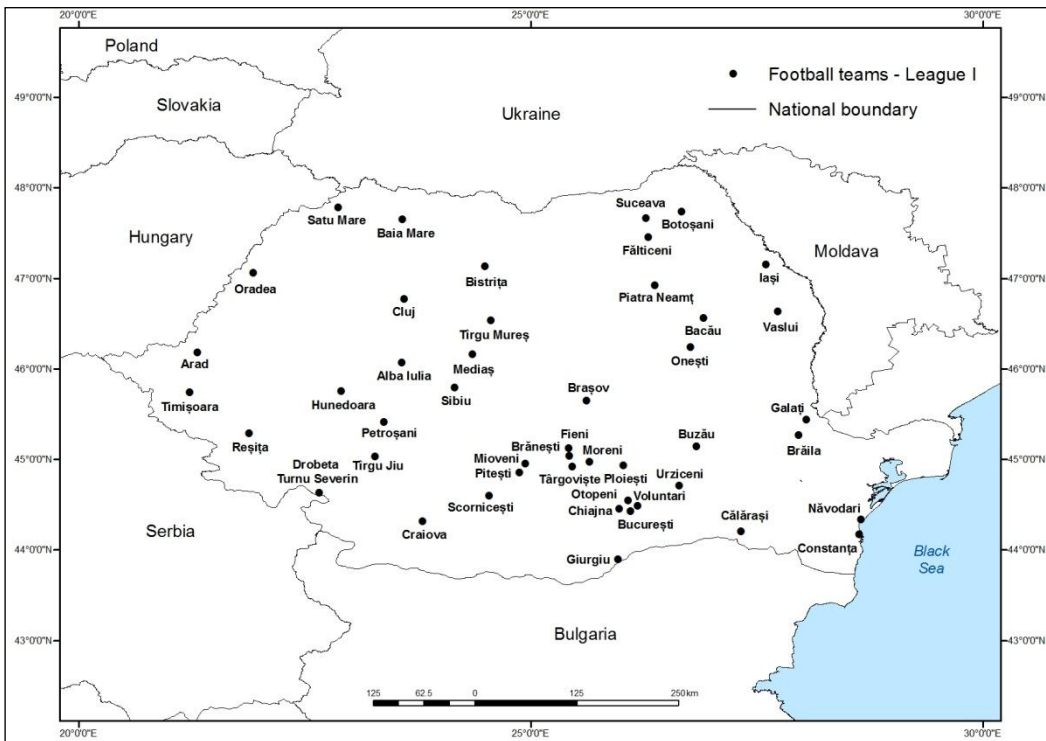 20°0'0"E
25°0'0"E
30°0'0"E
Poland
Football teams - League I
49°0'0"N
49°0'0"N
Slovakia
National boundary
Ukraine
48°0'0"N
48°0'0"N
Suceava
Satu Mare
Botoșani
Baia Mare
Hungary
Fălticeni
Moldava
47°0'0"N
47°0'0"N
Iași
Bistrița
Oradea
Piatra Neamț
Cluj
Vaslui
Tîrgu Mureș
Bacău
Onești
46°0'0"N
46°0'0"N
Arad
Mediaș
Alba Iulia
Brașov
Sibiu
Hunedoara
Timișoara
Galați
Petroșani
Fieni
Buzău
Reșița
Brănești
Moreni
Brăila
45°0'0"N
45°0'0"N
Mioveni
Drobeta
Turnu Severin
Tîrgu Jiu
Pitești
Târgoviște
Ploiești
Urziceni
Otopeni
Voluntari
Scornicești
Chiajna
Năvodari
București
Călărași
Serbia
Craiova
Constanța
Black
Sea
44°0'0"N
44°0'0"N
Giurgiu
Bulgaria
43°0'0"N
43°0'0"N
125
62.5
0
125
250
km
20°0'0"E
25°0'0"E
30°0'0"E